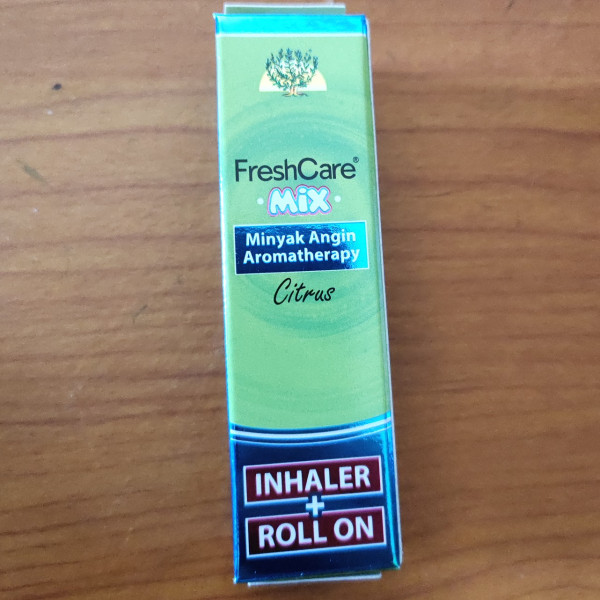 FreshCare®
MiX
Minyak Angin
Aromatherapy
Citrus
INHALER
+
ROLL ON